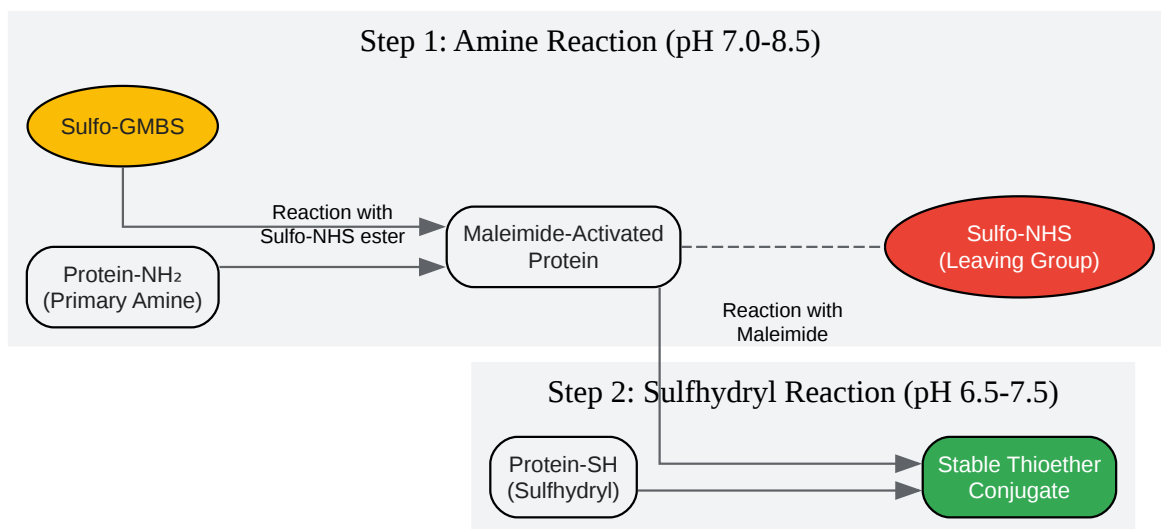 Step 1: Amine Reaction (pH 7.0-8.5)
Sulfo-GMBS
Reaction with
Sulfo-NHS ester
Protein-NH₂
(Primary Amine)
Maleimide-Activated
Protein
Sulfo-NHS
(Leaving Group)
Reaction with
Maleimide
Step 2: Sulfhydryl Reaction (pH 6.5-7.5)
Protein-SH
(Sulfhydryl)
Stable Thioether
Conjugate